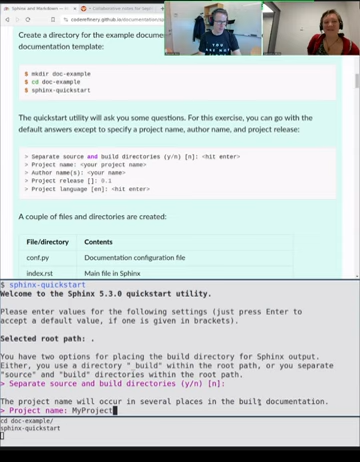 Sphinx and Markdown
coderefinery.github.io/documentation/sp
Create a directory for the example docume
documentation template:
$ mkdir doc-example
$ cd doc-example
$ sphinx-quickstart
The quickstart utility will ask you some questions. For this exercise, you can go with the
default answers except to specify a project name, author name, and project release:
> Separate source and build directories (y/n) [n]: <hit enter>
> Project name: <your project name>
> Author name(s): <your name>
> Project release []: 0.1
> Project language [en]: <hit enter>
A couple of files and directories are created:
File/directory Contents
conf.py Documentation configuration file
index.rst Main file in Sphinx
$ sphinx-quickstart
Welcome to the Sphinx 5.3.0 quickstart utility.
Please enter values for the following settings (just press Enter to
accept a default value, if one is given in brackets).
Selected root path: .
You have two options for placing the build directory for Sphinx output.
Either, you use a directory "_build" within the root path, or you separate
"source" and "build" directories within the root path.
> Separate source and build directories (y/n) [n]:
The project name will occur in several places in the built documentation.
> Project name: MyProject
cd doc-example/
sphinx-quickstart